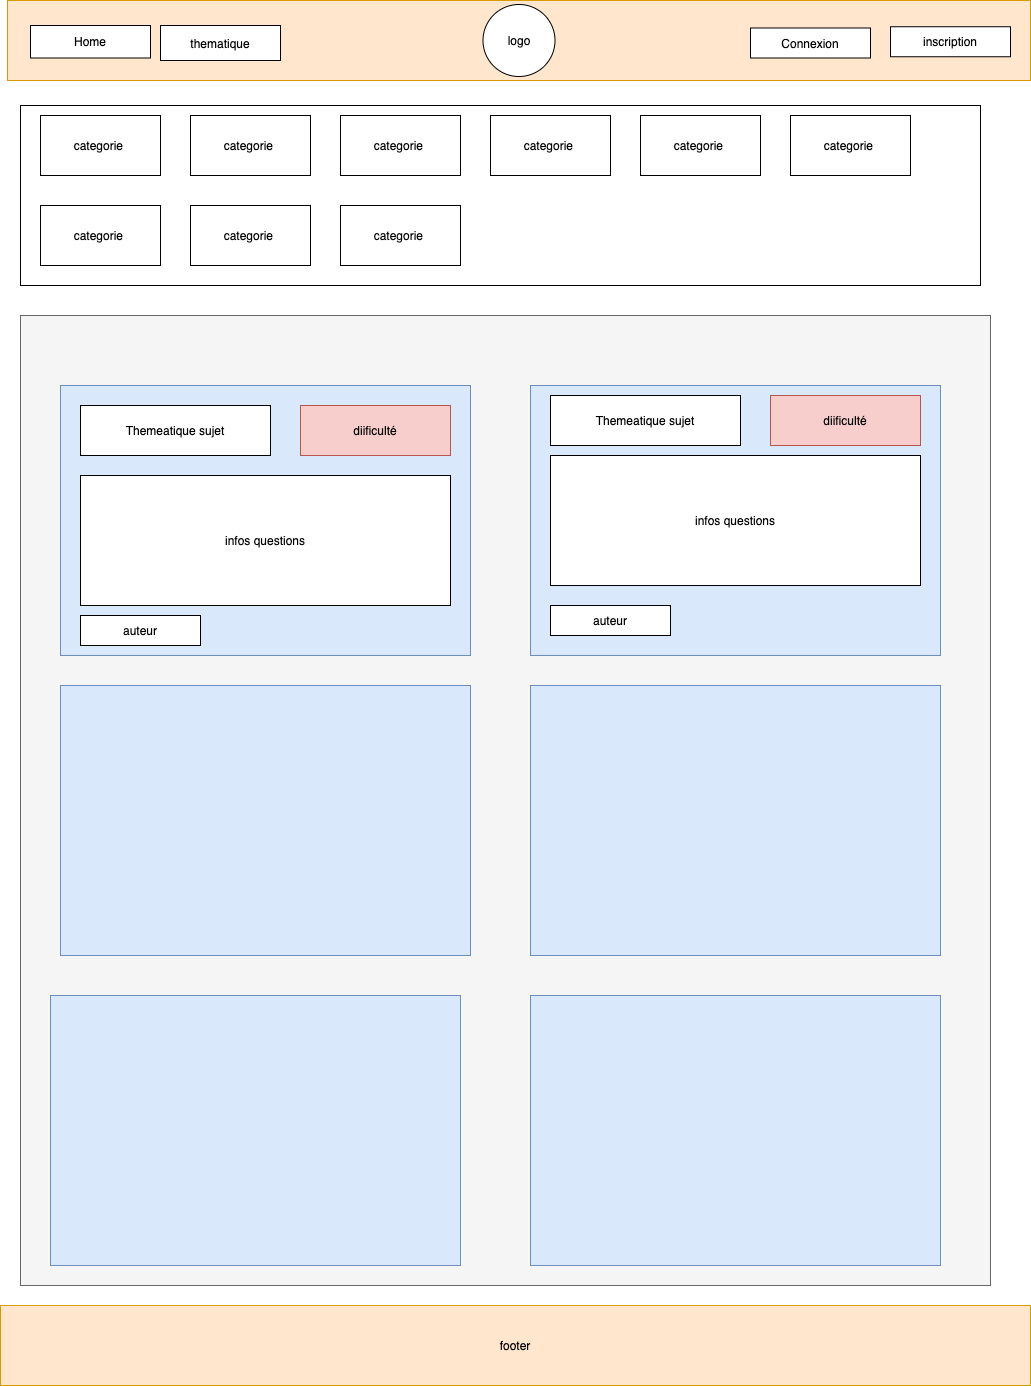 Home
thematique
logo
Connexion
inscription
categorie
categorie
categorie
categorie
categorie
categorie
categorie
categorie
categorie
Themeatique sujet
diificulté
infos questions
auteur
Themeatique sujet
diificulté
infos questions
auteur
footer